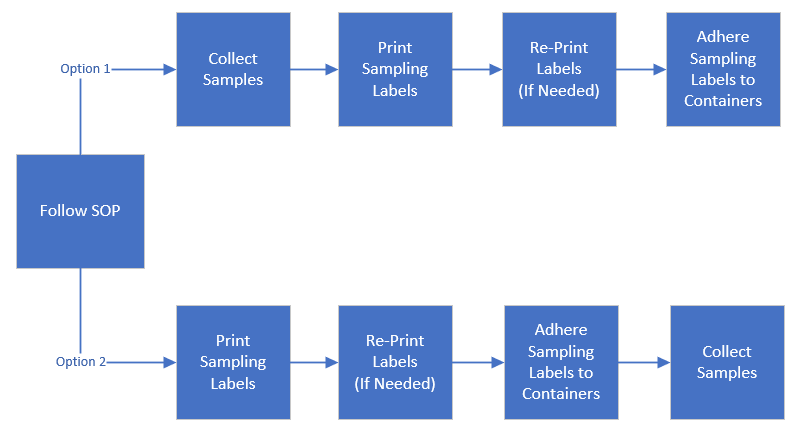 Option 1
Collect
Samples
Print
Sampling
Labels
Re-Print
Labels
(If Needed)
Adhere
Sampling
Labels to
Containers
Follow SOP
Option 2
Print
Sampling
Labels
Re-Print
Labels
(If Needed)
Adhere
Sampling
Labels to
Containers
Collect
Samples